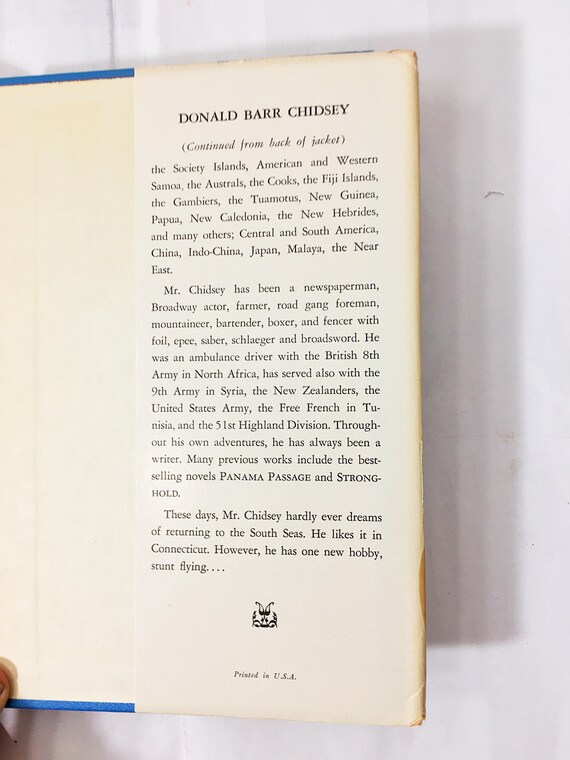 DONALD BARR CHIDSEY
(Continued from back of jacket)
the Society Islands, American and Western
Samoa, the Australs, the Cooks, the Fiji Islands,
the Gambiers, the Tuamotus, New Guinea,
Papua, New Caledonia, the New Hebrides,
and many others; Central and South America,
China, Indo-China, Japan, Malaya, the Near
East.
Mr. Chidsey has been a newspaperman,
Broadway actor, farmer, road gang foreman,
mountaineer, bartender, boxer, and fencer with
foil, epee, saber, schlaeger and broadsword. He
was an ambulance driver with the British 8th
Army in North Africa, has served also with the
9th Army in Syria, the New Zealanders, the
United States Army, the Free French in Tu-
nisia, and the 51st Highland Division. Through-
out his own adventures, he has always been a
writer. Many previous works include the best-
selling novels PANAMA PASSAGE and STRONG-
HOLD.
These days, Mr. Chidsey hardly ever dreams
of returning to the South Seas. He likes it in
Connecticut. However, he has one new hobby,
stunt flying....
Printed in U.S.A.